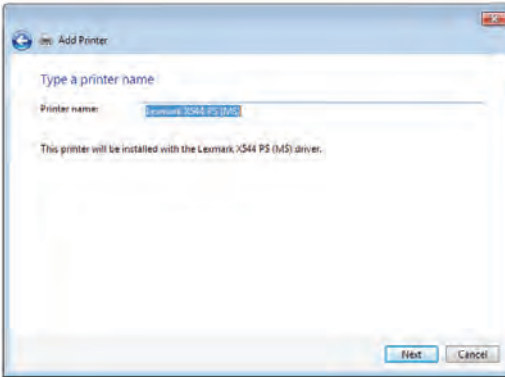 Add Printer
Type a printer name
Printer name: Lexmark X544 PS (MS)
This printer will be installed with the Lexmark X544 PS (MS) driver.
Next Cancel